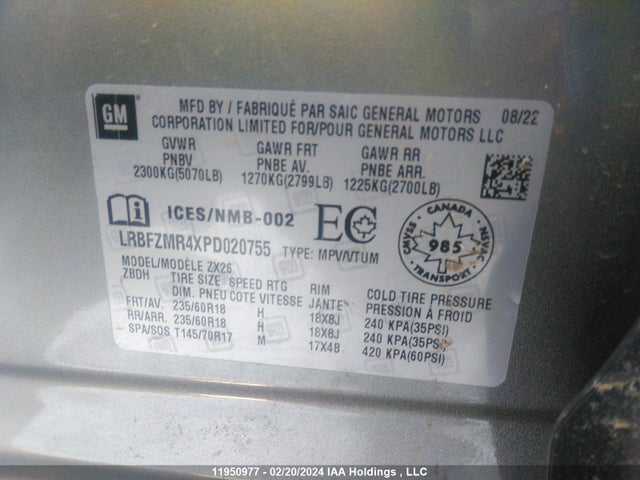 GM
MFD BY / FABRIQUÉ PAR SAIC GENERAL MOTORS 08/22
CORPORATION LIMITED FOR/POUR GENERAL MOTORS LLC
GVWR GAWR FRT GAWR RR
PNBV PNBE AV. PNBE ARR.
2300KG(5070LB) 1270KG(2799LB) 1225KG(2700LB)
ICES/NMB-002 EC
CANADA
CMVSS 985 NSVAC
TRANSPORT
LRBFZMR4XPD020755 TYPE: MPV/VTUM
MODEL/MODÈLE ZX26
ZBDH TIRE SIZE SPEED RTG RIM COLD TIRE PRESSURE
DIM. PNEU COTE VITESSE JANTE PRESSION À FROID
FRT/AV. 235/60R18 H 18X8J 240 KPA(35PSI)
RR/ARR. 235/60R18 H 18X8J 240 KPA(35PSI)
SPA/SOS T145/70R17 M 17X4B 420 KPA(60PSI)
11950977 - 02/20/2024 IAA Holdings , LLC